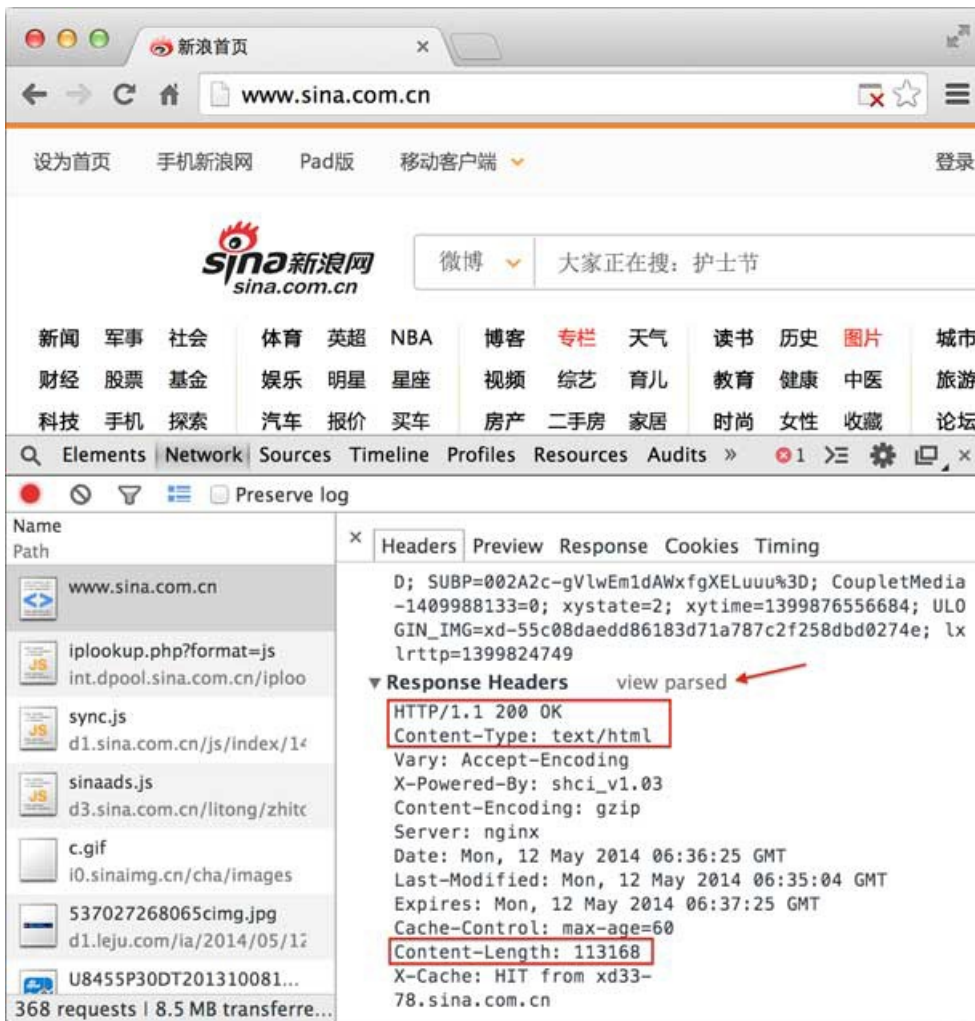 新浪首页
www.sina.com.cn
设为首页 手机新浪网 Pad版 移动客户端 登录
sina新浪网
sina.com.cn
微博 大家正在搜：护士节
新闻 军事 社会 体育 英超 NBA 博客 专栏 天气 读书 历史 图片 城市
财经 股票 基金 娱乐 明星 星座 视频 综艺 育儿 教育 健康 中医 旅游
科技 手机 探索 汽车 报价 买车 房产 二手房 家居 时尚 女性 收藏 论坛
Elements Network Sources Timeline Profiles Resources Audits » 1
Preserve log
Name
Path
www.sina.com.cn
iplookup.php?format=js
int.dpool.sina.com.cn/iploo
sync.js
d1.sina.com.cn/js/index/14
sinaads.js
d3.sina.com.cn/litong/zhitc
c.gif
i0.sinaimg.cn/cha/images
537027268065cimg.jpg
d1.leju.com/ia/2014/05/12
U8455P30DT201310081...
368 requests | 8.5 MB transferre...
Headers Preview Response Cookies Timing
D; SUBP=002A2c-gVlwEm1dAWxfgXELuuu%3D; CoupletMedia
-1409988133=0; xystate=2; xytime=1399876556684; ULO
GIN_IMG=xd-55c08daedd86183d71a787c2f258dbd0274e; lx
lrttp=1399824749
Response Headers view parsed
HTTP/1.1 200 OK
Content-Type: text/html
Vary: Accept-Encoding
X-Powered-By: shci_v1.03
Content-Encoding: gzip
Server: nginx
Date: Mon, 12 May 2014 06:36:25 GMT
Last-Modified: Mon, 12 May 2014 06:35:04 GMT
Expires: Mon, 12 May 2014 06:37:25 GMT
Cache-Control: max-age=60
Content-Length: 113168
X-Cache: HIT from xd33-
78.sina.com.cn